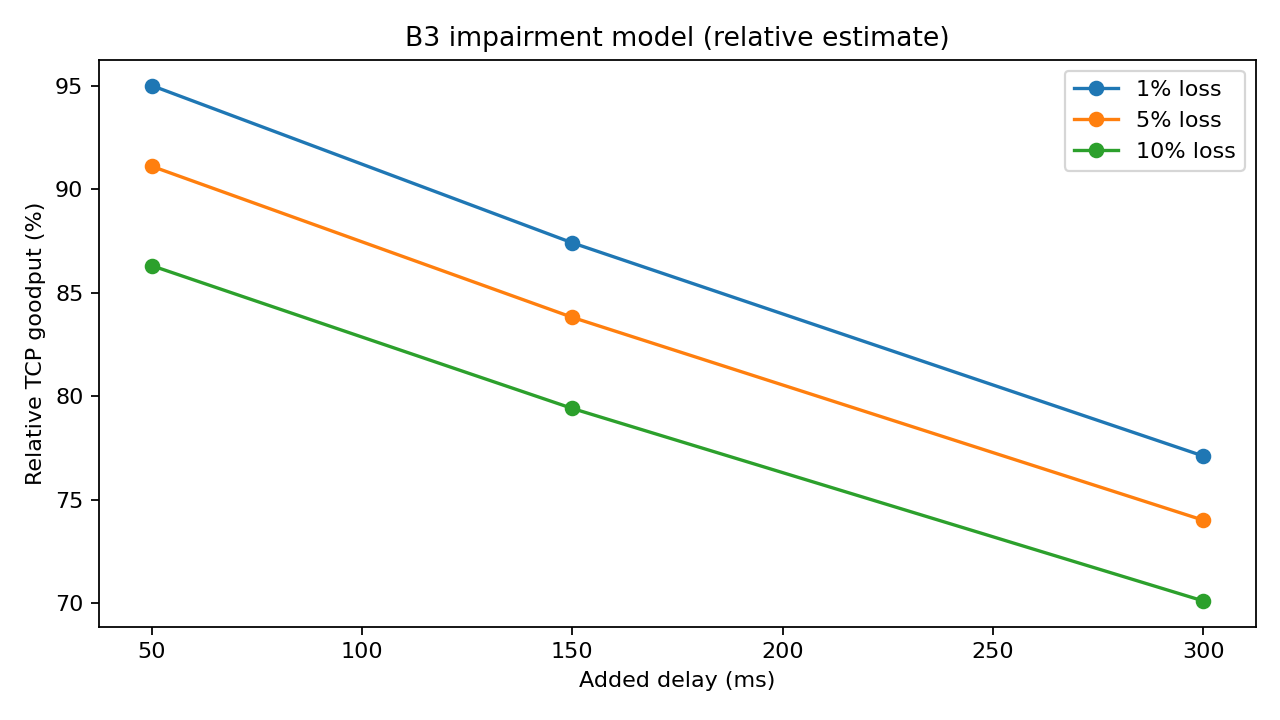 B3 impairment model (relative estimate)
1% loss
5% loss
10% loss
Relative TCP goodput (%)
95
90
85
80
75
70
50
100
150
200
250
300
Added delay (ms)